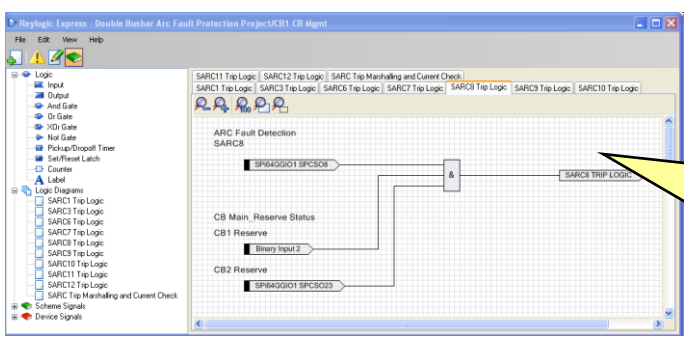 Reylogic Express - Double Busbar Arc Fault Protection Project/CB1 CB Mgmt
File Edit View Help
SARC11 Trip Logic SARC12 Trip Logic SARC Trip Marshalling and Current Check
SARC1 Trip Logic SARC3 Trip Logic SARC6 Trip Logic SARC7 Trip Logic SARC8 Trip Logic SARC9 Trip Logic SARC10 Trip Logic
Logic
Input
Output
And Gate
Or Gate
XOr Gate
Not Gate
Pickup/Dropoff Timer
Set/Reset Latch
Counter
A Label
Logic Diagrams
SARC1 Trip Logic
SARC3 Trip Logic
SARC6 Trip Logic
SARC7 Trip Logic
SARC8 Trip Logic
SARC9 Trip Logic
SARC10 Trip Logic
SARC11 Trip Logic
SARC12 Trip Logic
SARC Trip Marshalling and Current Check
Scheme Signals
Device Signals
100
ARC Fault Detection
SARC8
SPI64GGIO1 SPCSO8
&
SARC8 TRIP LOGIC
CB Main_Reserve Status
CB1 Reserve
Binary Input 2
CB2 Reserve
SPI64GGIO1 SPCSO23